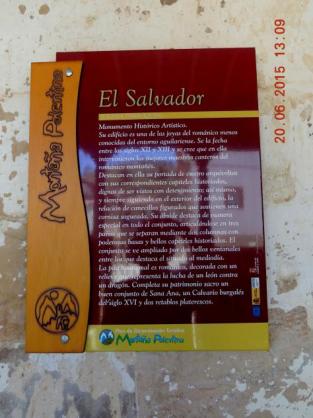 El Salvador
Monumento Histórico Artístico.
Su edificio es una de las joyas del románico menos
conocidas del entorno aguilarense. Se la fecha
entre los siglos XII y XIII y se cree que en ella
intervinieron los mejores maestros canteros del
románico montañés.
Destacan en ella su portada de cuatro arquivoltas
con sus correspondientes capiteles historiados,
dignos de ser vistos con detenimiento; así mismo,
y siempre siguiendo en el exterior del edificio, la
relación de canecillos figurados que sostienen una
cornisa Su ábside destaca de manera
especial en todo el conjunto, articulándose en tres
paños que se separan mediante dos columnas con
poderosas basas y bellos capiteles historiados. El
conjunto se ve ampliado por dos bellas ventanales
entre los que destaca el situado al mediodía.
La pila bautismal es románica, decorada con un
relieve que representa la lucha de un león contra
un dragón. Completa su patrimonio sacro un
buen conjunto de Santa Ana, un Calvario burgalés
del siglo XVI y dos retablos platerescos.
Plan de Dinamización Turística
Montaña Palentina
Montaña Palentina
20.06.2015 13:09